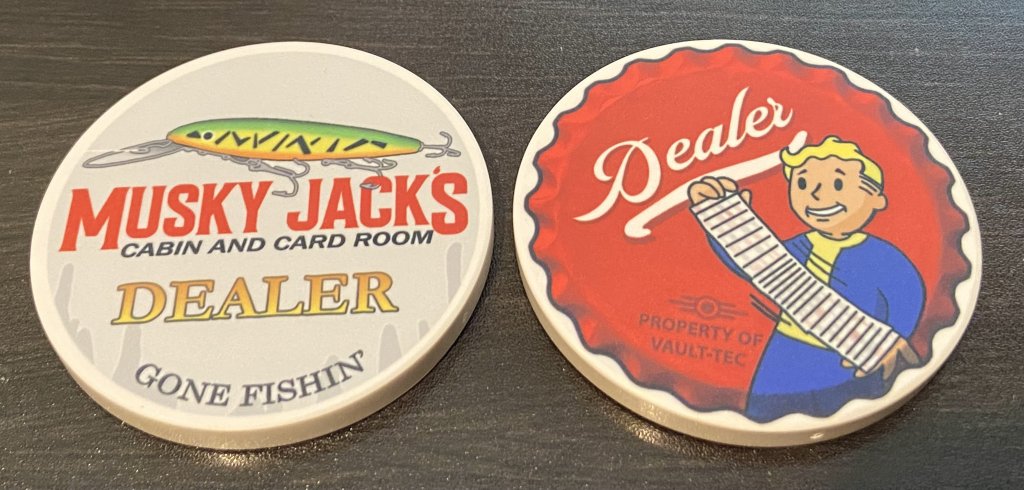 MUSKY JACK'S
CABIN AND CARD ROOM
DEALER
GONE FISHIN'
Dealer
PROPERTY OF
VAULT-TEC